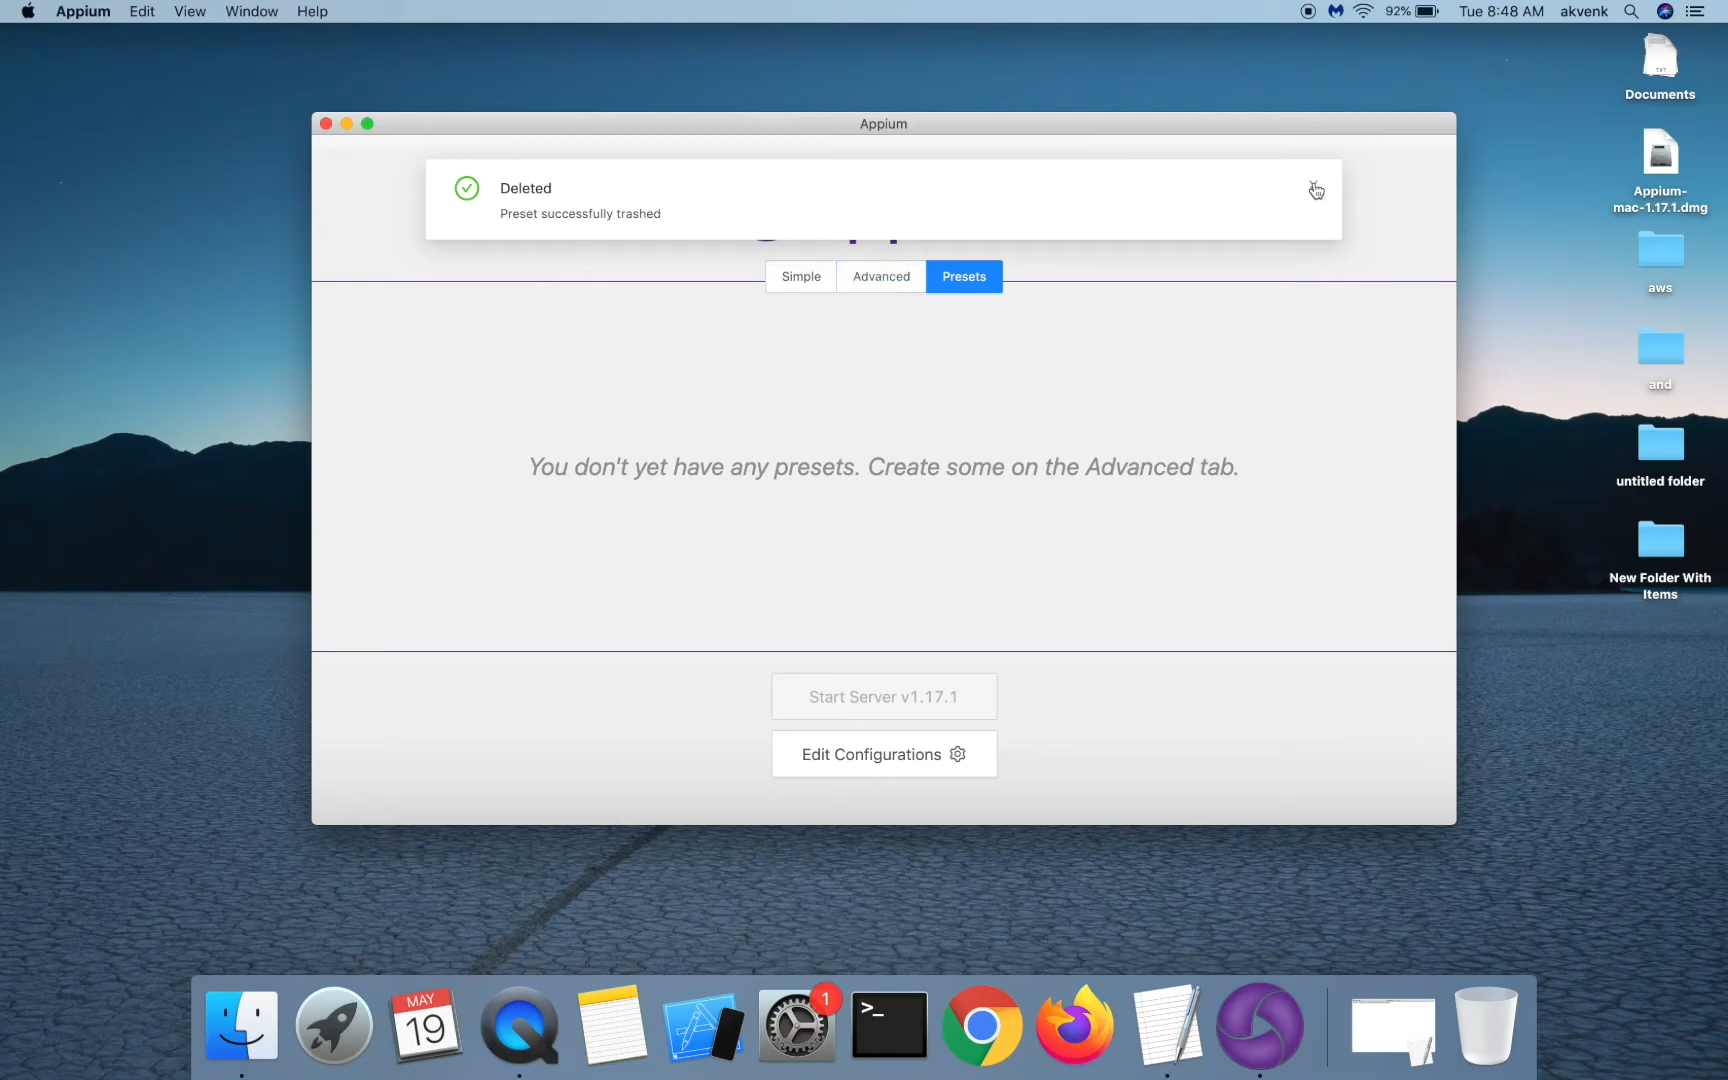 Appium Edit View Window Help
92% Tue 8:48 AM akvenk
TXT
Documents
Appium-
mac-1.17.1.dmg
aws
and
untitled folder
New Folder With
Items
Appium
Deleted
Preset successfully trashed
Simple Advanced Presets
You don't yet have any presets. Create some on the Advanced tab.
Start Server v1.17.1
Edit Configurations
MAY
19
1
>_